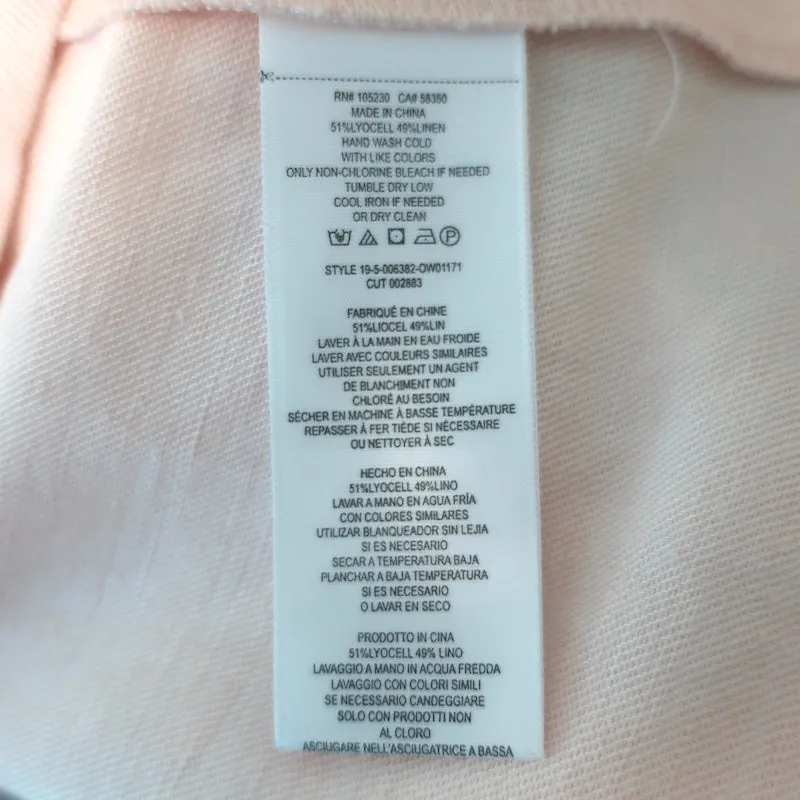 RN# 105230 CA# 58350
MADE IN CHINA
51%LYOCELL 49%LINEN
HAND WASH COLD
WITH LIKE COLORS
ONLY NON-CHLORINE BLEACH IF NEEDED
TUMBLE DRY LOW
COOL IRON IF NEEDED
OR DRY CLEAN
P
STYLE 19-5-006382-OW01171
CUT 002883
FABRIQUÉ EN CHINE
51%LIOCEL 49%LIN
LAVER À LA MAIN EN EAU FROIDE
LAVER AVEC COULEURS SIMILAIRES
UTILISER SEULEMENT UN AGENT
DE BLANCHIMENT NON
CHLORÉ AU BESOIN
SÉCHER EN MACHINE À BASSE TEMPÉRATURE
REPASSER À FER TIÈDE SI NÉCESSAIRE
OU NETTOYER À SEC
HECHO EN CHINA
51%LYOCELL 49%LINO
LAVAR A MANO EN AGUA FRÍA
CON COLORES SIMILARES
UTILIZAR BLANQUEADOR SIN LEJIA
SI ES NECESARIO
SECAR A TEMPERATURA BAJA
PLANCHAR A BAJA TEMPERATURA
SI ES NECESARIO
O LAVAR EN SECO
PRODOTTO IN CINA
51%LYOCELL 49% LINO
LAVAGGIO A MANO IN ACQUA FREDDA
LAVAGGIO CON COLORI SIMILI
SE NECESSARIO CANDEGGIARE
SOLO CON PRODOTTI NON
AL CLORO
ASCIUGARE NELL'ASCIUGATRICE A BASSA